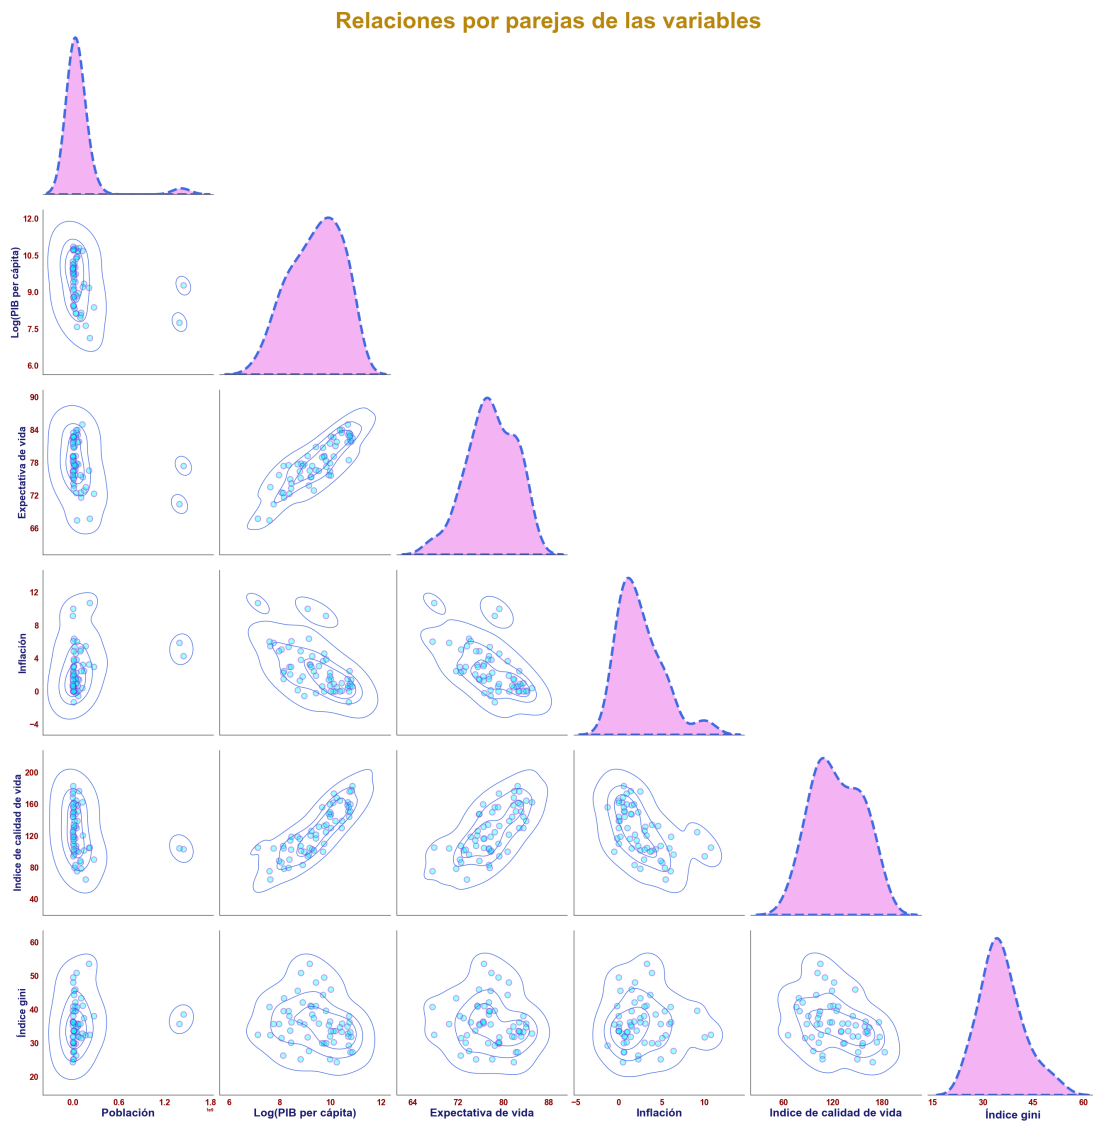 Relaciones por parejas de las variables
Log(PIB per cápita)
12.0
10.5
9.0
7.5
6.0
Expectativa de vida
90
84
78
72
66
Inflación
12
8
4
0
−4
Indice de calidad de vida
200
160
120
80
40
Índice gini
60
50
40
30
20
0.0 0.6 1.2 1.8
1e6
Población
6 8 10 12
Log(PIB per cápita)
64 72 80 88
Expectativa de vida
−5 0 5 10
Inflación
60 120 180
Indice de calidad de vida
15 30 45 60
Índice gini